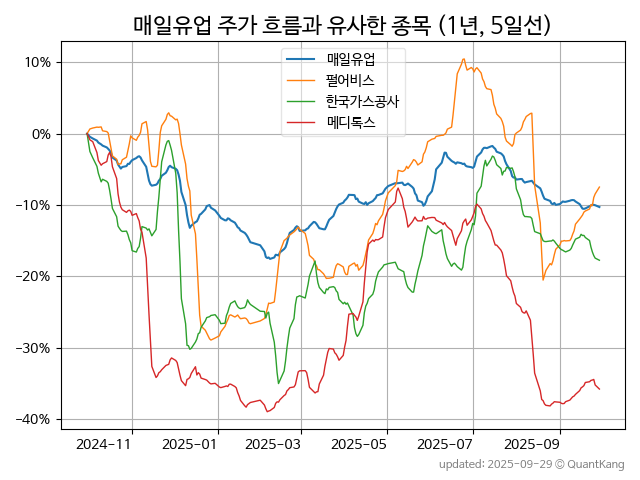 매일유업 주가 흐름과 유사한 종목 (1년, 5일선)
매일유업
펄어비스
한국가스공사
메디톡스
10%
0%
−10%
−20%
−30%
−40%
2024−11
2025−01
2025−03
2025−05
2025−07
2025−09
updated: 2025-09-29 © QuantKang